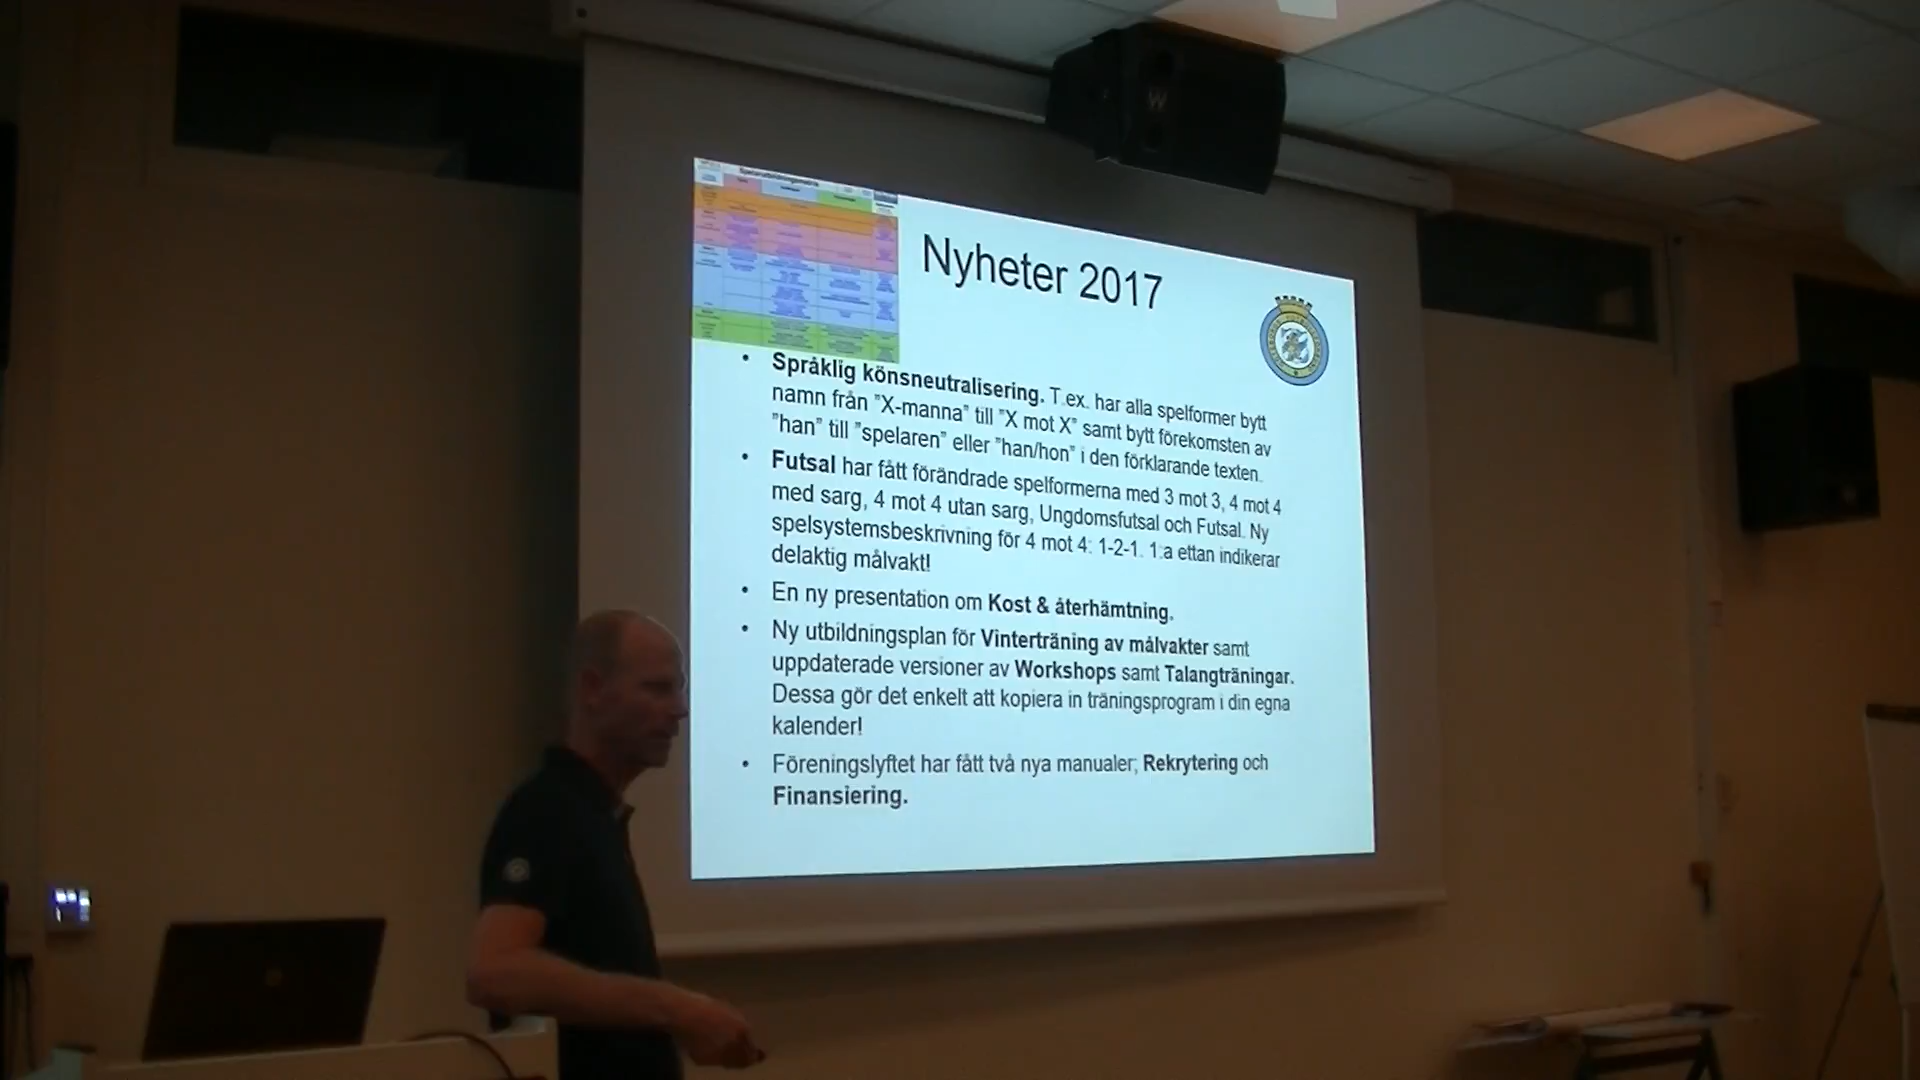 Nyheter 2017
• Språklig könsneutralisering. T.ex. har alla spelformer bytt
namn från "X-manna" till "X mot X" samt bytt förekomsten av
"han" till "spelaren" eller "han/hon" i den förklarande texten.
• Futsal har fått förändrade spelformerna med 3 mot 3, 4 mot 4
med sarg, 4 mot 4 utan sarg, Ungdomsfutsal och Futsal. Ny
spelsystemsbeskrivning för 4 mot 4: 1-2-1. 1:a ettan indikerar
delaktig målvakt!
• En ny presentation om Kost & återhämtning.
• Ny utbildningsplan för Vinterträning av målvakter samt
uppdaterade versioner av Workshops samt Talangträningar.
Dessa gör det enkelt att kopiera in träningsprogram i din egna
kalender!
• Föreningslyftet har fått två nya manualer; Rekrytering och
Finansiering.